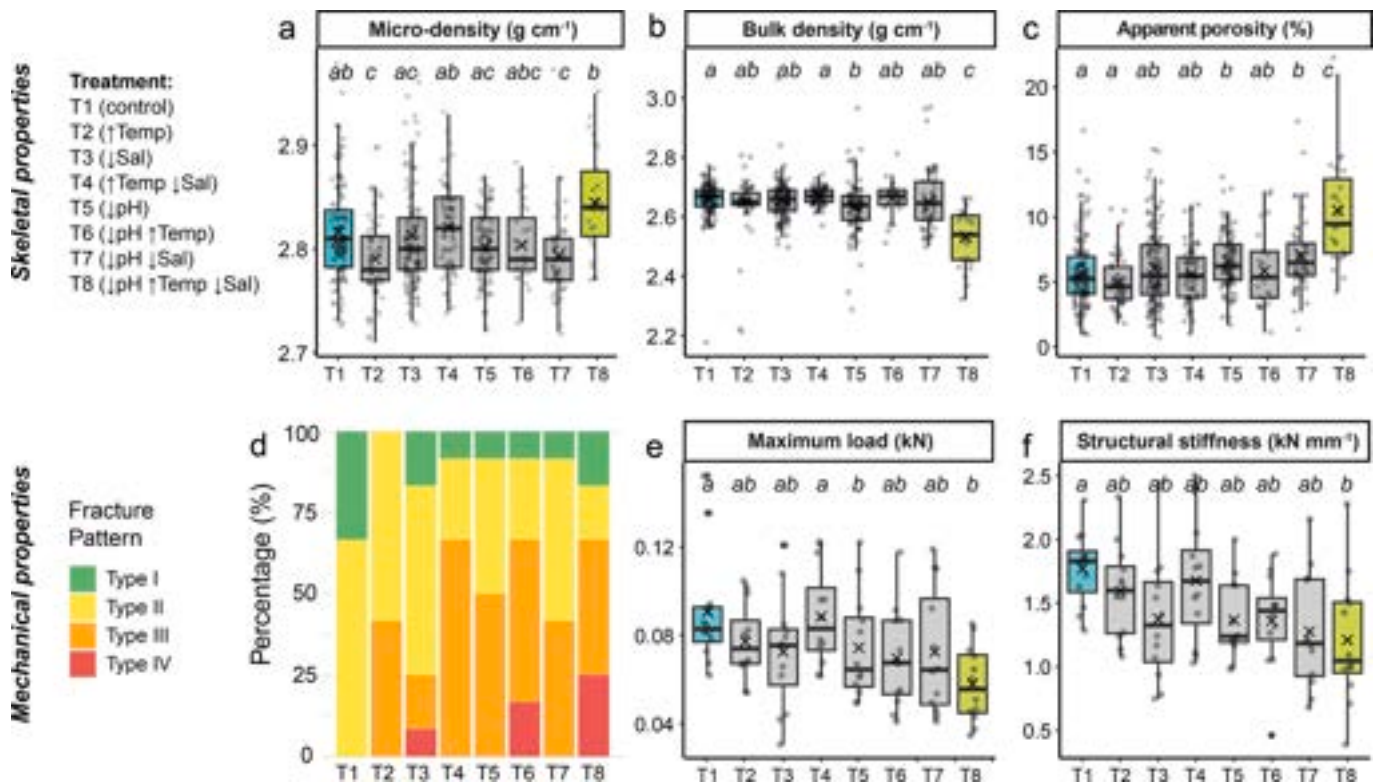 Skeletal properties
Treatment:
T1 (control)
T2 (↑Temp)
T3 (↓Sal)
T4 (↑Temp ↓Sal)
T5 (↓pH)
T6 (↓pH ↑Temp)
T7 (↓pH ↓Sal)
T8 (↓pH ↑Temp ↓Sal)
a Micro-density (g cm⁻¹)
ab c ac ab ac abc c b
2.9
2.8
2.7
T1 T2 T3 T4 T5 T6 T7 T8
b Bulk density (g cm⁻¹)
a ab ab a b ab ab c
3.0
2.8
2.6
2.4
2.2
T1 T2 T3 T4 T5 T6 T7 T8
c Apparent porosity (%)
a a ab ab b ab b c
20
15
10
5
0
T1 T2 T3 T4 T5 T6 T7 T8
Mechanical properties
Fracture
Pattern
Type I
Type II
Type III
Type IV
d
Percentage (%)
100
75
50
25
0
T1 T2 T3 T4 T5 T6 T7 T8
e Maximum load (kN)
a ab ab a b ab ab b
0.12
0.08
0.04
T1 T2 T3 T4 T5 T6 T7 T8
f Structural stiffness (kN mm⁻¹)
a ab ab ab ab ab ab b
2.5
2.0
1.5
1.0
0.5
T1 T2 T3 T4 T5 T6 T7 T8